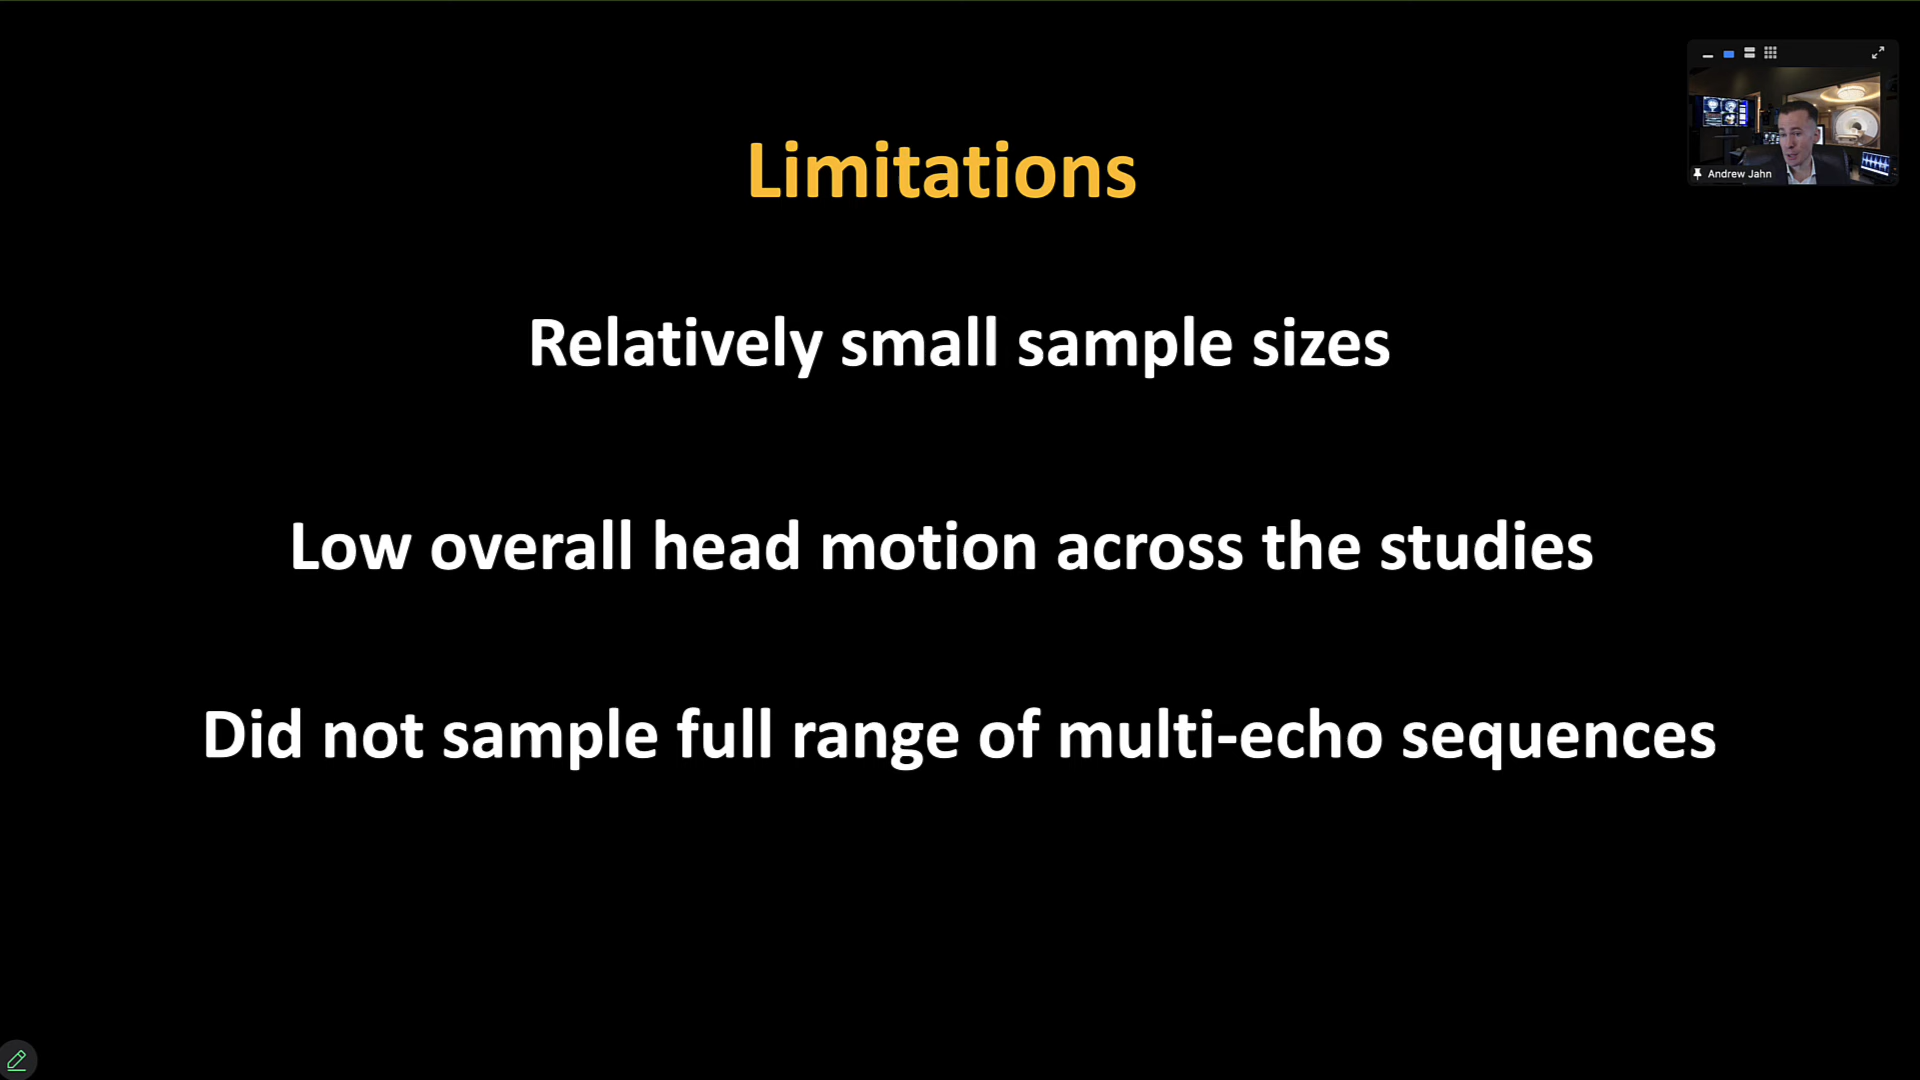 Limitations
Relatively small sample sizes
Low overall head motion across the studies
Did not sample full range of multi-echo sequences
Andrew Jahn